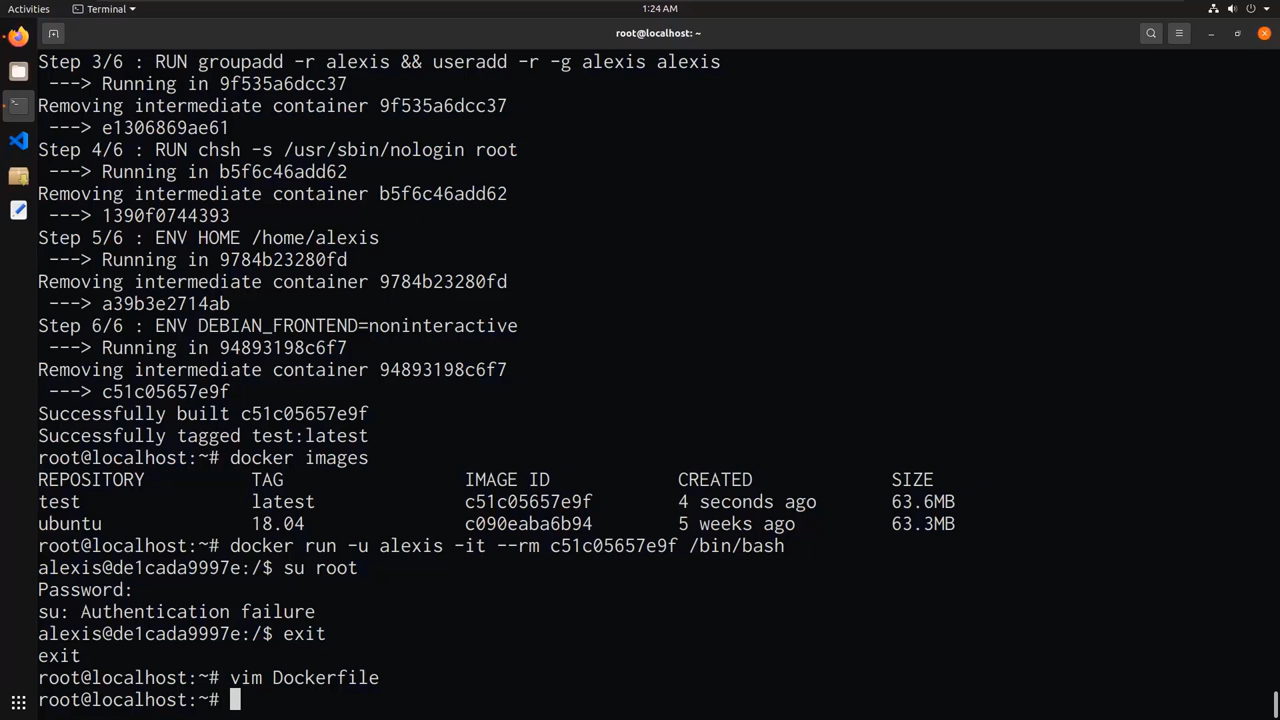 Activities
Terminal
1:24 AM
root@localhost: ~
Step 3/6 : RUN groupadd -r alexis && useradd -r -g alexis alexis
---> Running in 9f535a6dcc37
Removing intermediate container 9f535a6dcc37
---> e1306869ae61
Step 4/6 : RUN chsh -s /usr/sbin/nologin root
---> Running in b5f6c46add62
Removing intermediate container b5f6c46add62
---> 1390f0744393
Step 5/6 : ENV HOME /home/alexis
---> Running in 9784b23280fd
Removing intermediate container 9784b23280fd
---> a39b3e2714ab
Step 6/6 : ENV DEBIAN_FRONTEND=noninteractive
---> Running in 94893198c6f7
Removing intermediate container 94893198c6f7
---> c51c05657e9f
Successfully built c51c05657e9f
Successfully tagged test:latest
root@localhost:~# docker images
REPOSITORY TAG IMAGE ID CREATED SIZE
test latest c51c05657e9f 4 seconds ago 63.6MB
ubuntu 18.04 c090eaba6b94 5 weeks ago 63.3MB
root@localhost:~# docker run -u alexis -it --rm c51c05657e9f /bin/bash
alexis@de1cada9997e:/$ su root
Password:
su: Authentication failure
alexis@de1cada9997e:/$ exit
exit
root@localhost:~# vim Dockerfile
root@localhost:~#